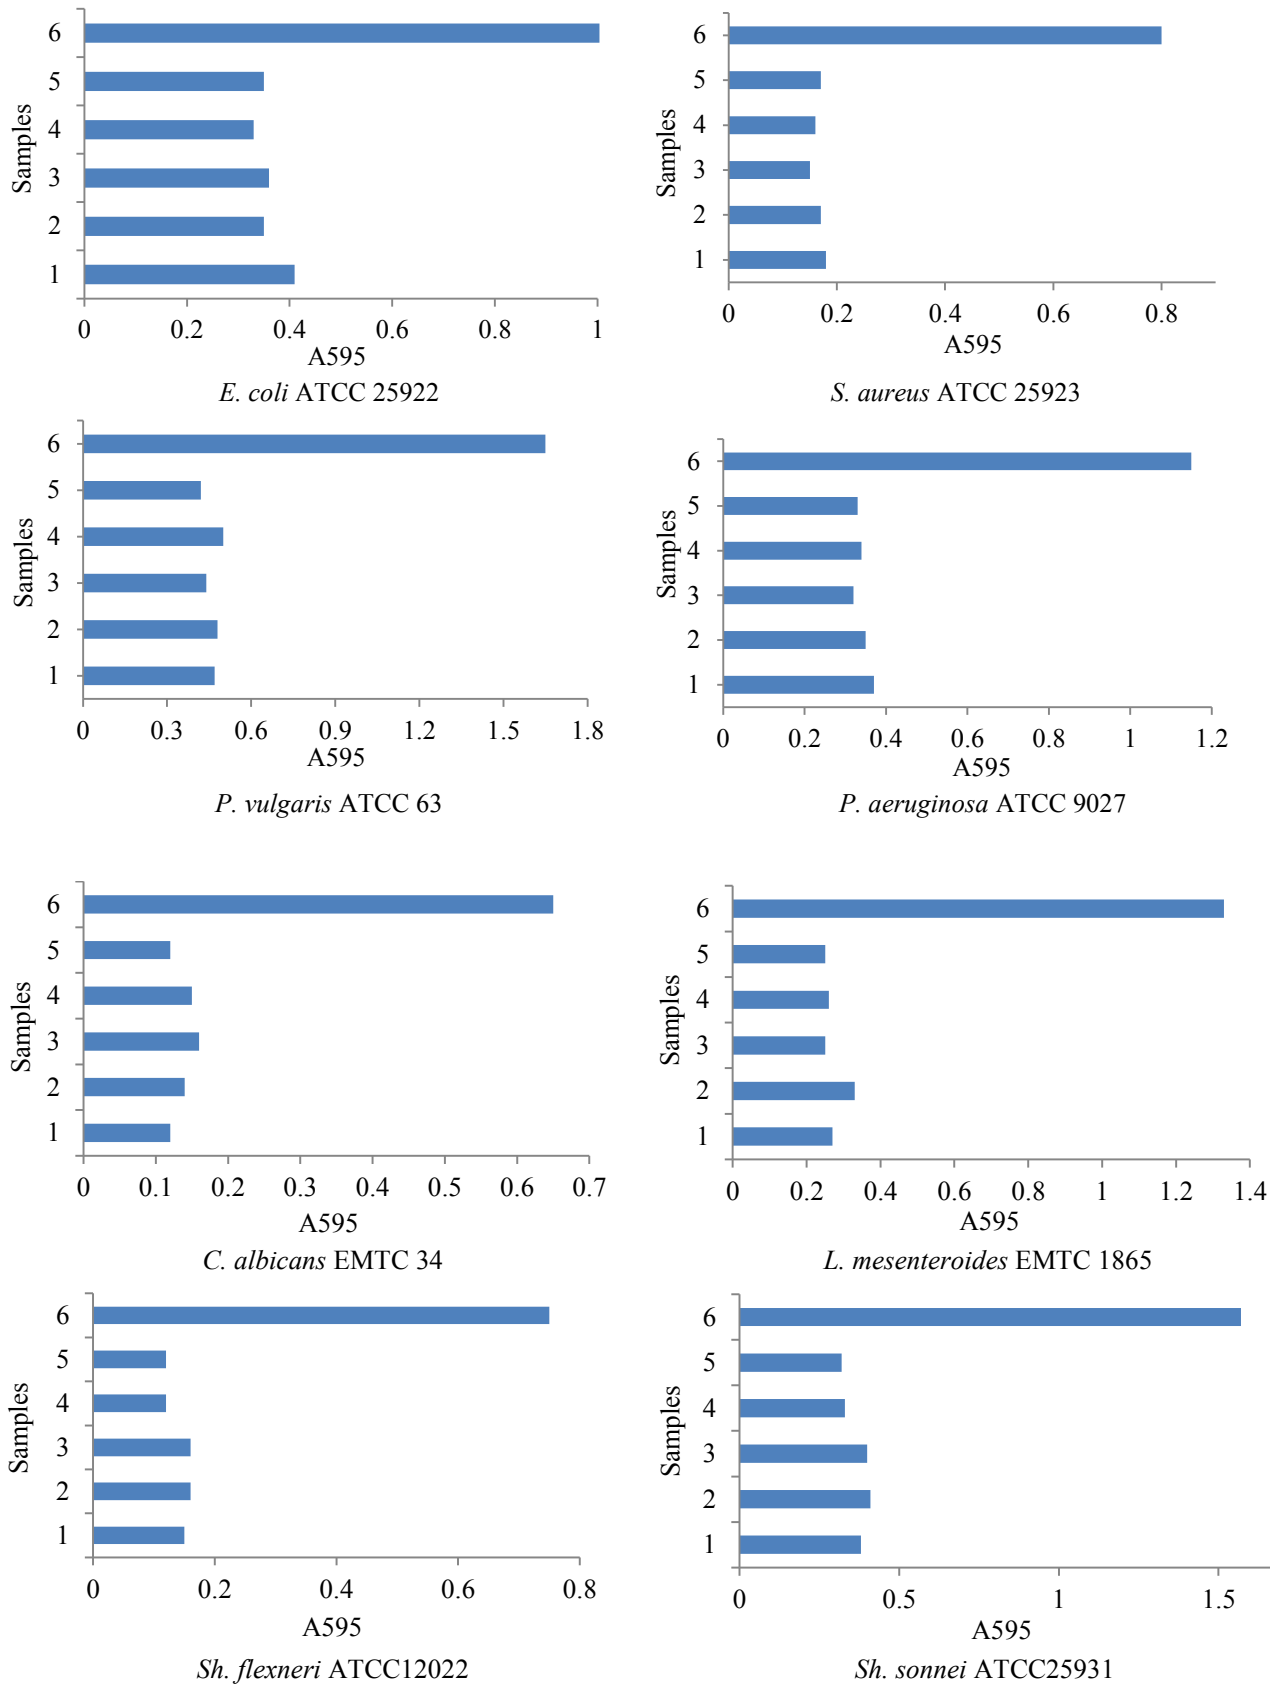 6
5
4
3
2
1
Samples
0 0.2 0.4 0.6 0.8 1
A595
E. coli ATCC 25922
6
5
4
3
2
1
Samples
0 0.2 0.4 0.6 0.8
A595
S. aureus ATCC 25923
6
5
4
3
2
1
Samples
0 0.3 0.6 0.9 1.2 1.5 1.8
A595
P. vulgaris ATCC 63
6
5
4
3
2
1
Samples
0 0.2 0.4 0.6 0.8 1 1.2
A595
P. aeruginosa ATCC 9027
6
5
4
3
2
1
Samples
0 0.1 0.2 0.3 0.4 0.5 0.6 0.7
A595
C. albicans EMTC 34
6
5
4
3
2
1
Samples
0 0.2 0.4 0.6 0.8 1 1.2 1.4
A595
L. mesenteroides EMTC 1865
6
5
4
3
2
1
Samples
0 0.2 0.4 0.6 0.8
A595
Sh. flexneri ATCC12022
6
5
4
3
2
1
Samples
0 0.5 1 1.5
A595
Sh. sonnei ATCC25931